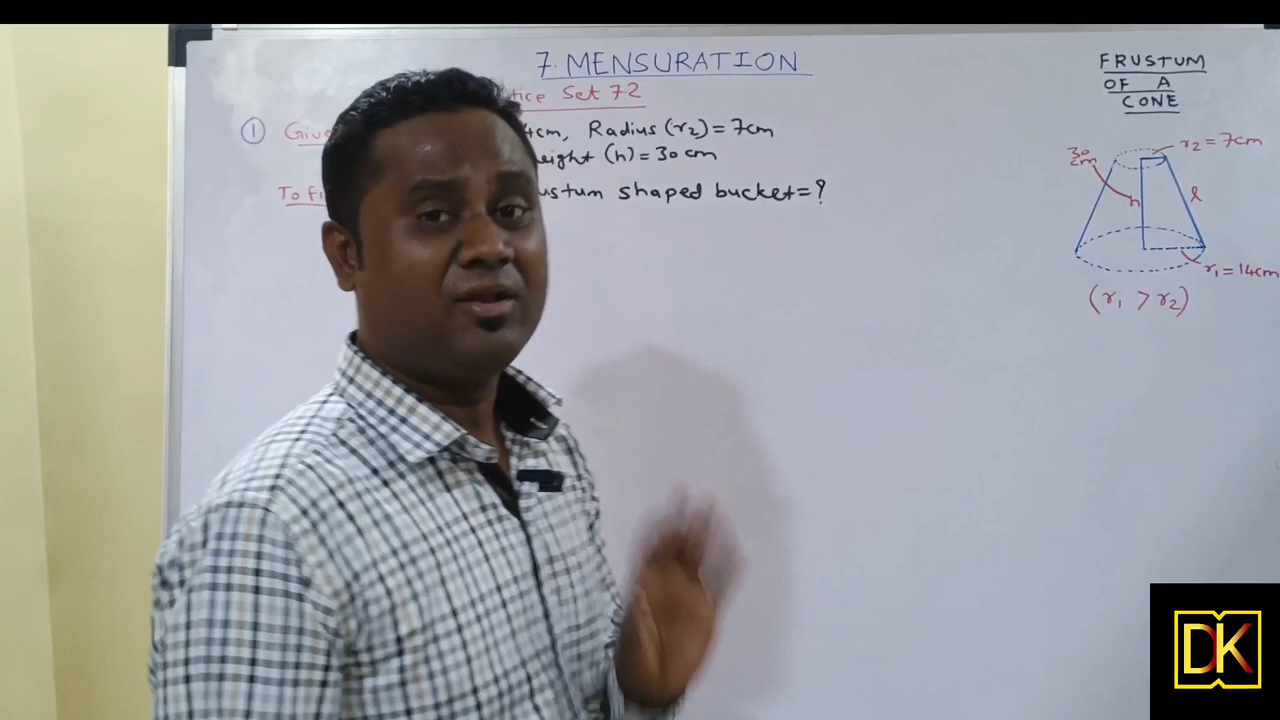 7. MENSURATION
tice Set 7.2
① Give 4cm, Radius (r₂) = 7cm
eight (h) = 30 cm
To fi ustum shaped bucket = ?
FRUSTUM
OF A
CONE
r₂ = 7cm
30 cm
h
l
r₁ = 14cm
(r₁ > r₂)
DK